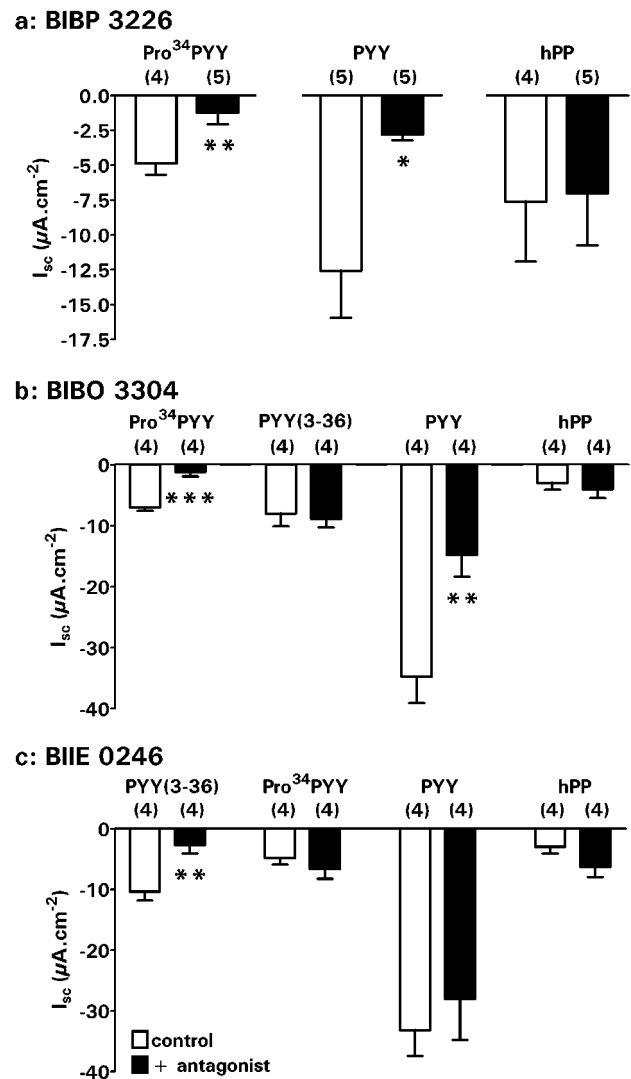 a: BIBP 3226
Pro³⁴PYY PYY hPP
(4) (5) (5) (5) (4) (5)
0.0
-2.5
-5.0
-7.5
-10.0
-12.5
-15.0
-17.5
Isc (µA.cm⁻²)
**
*
b: BIBO 3304
Pro³⁴PYY PYY(3-36) PYY hPP
(4) (4) (4) (4) (4) (4) (4) (4)
0
-10
-20
-30
-40
Isc (µA.cm⁻²)
***
**
c: BIIE 0246
PYY(3-36) Pro³⁴PYY PYY hPP
(4) (4) (4) (4) (4) (4) (4) (4)
0
-10
-20
-30
-40
Isc (µA.cm⁻²)
**
control
+ antagonist